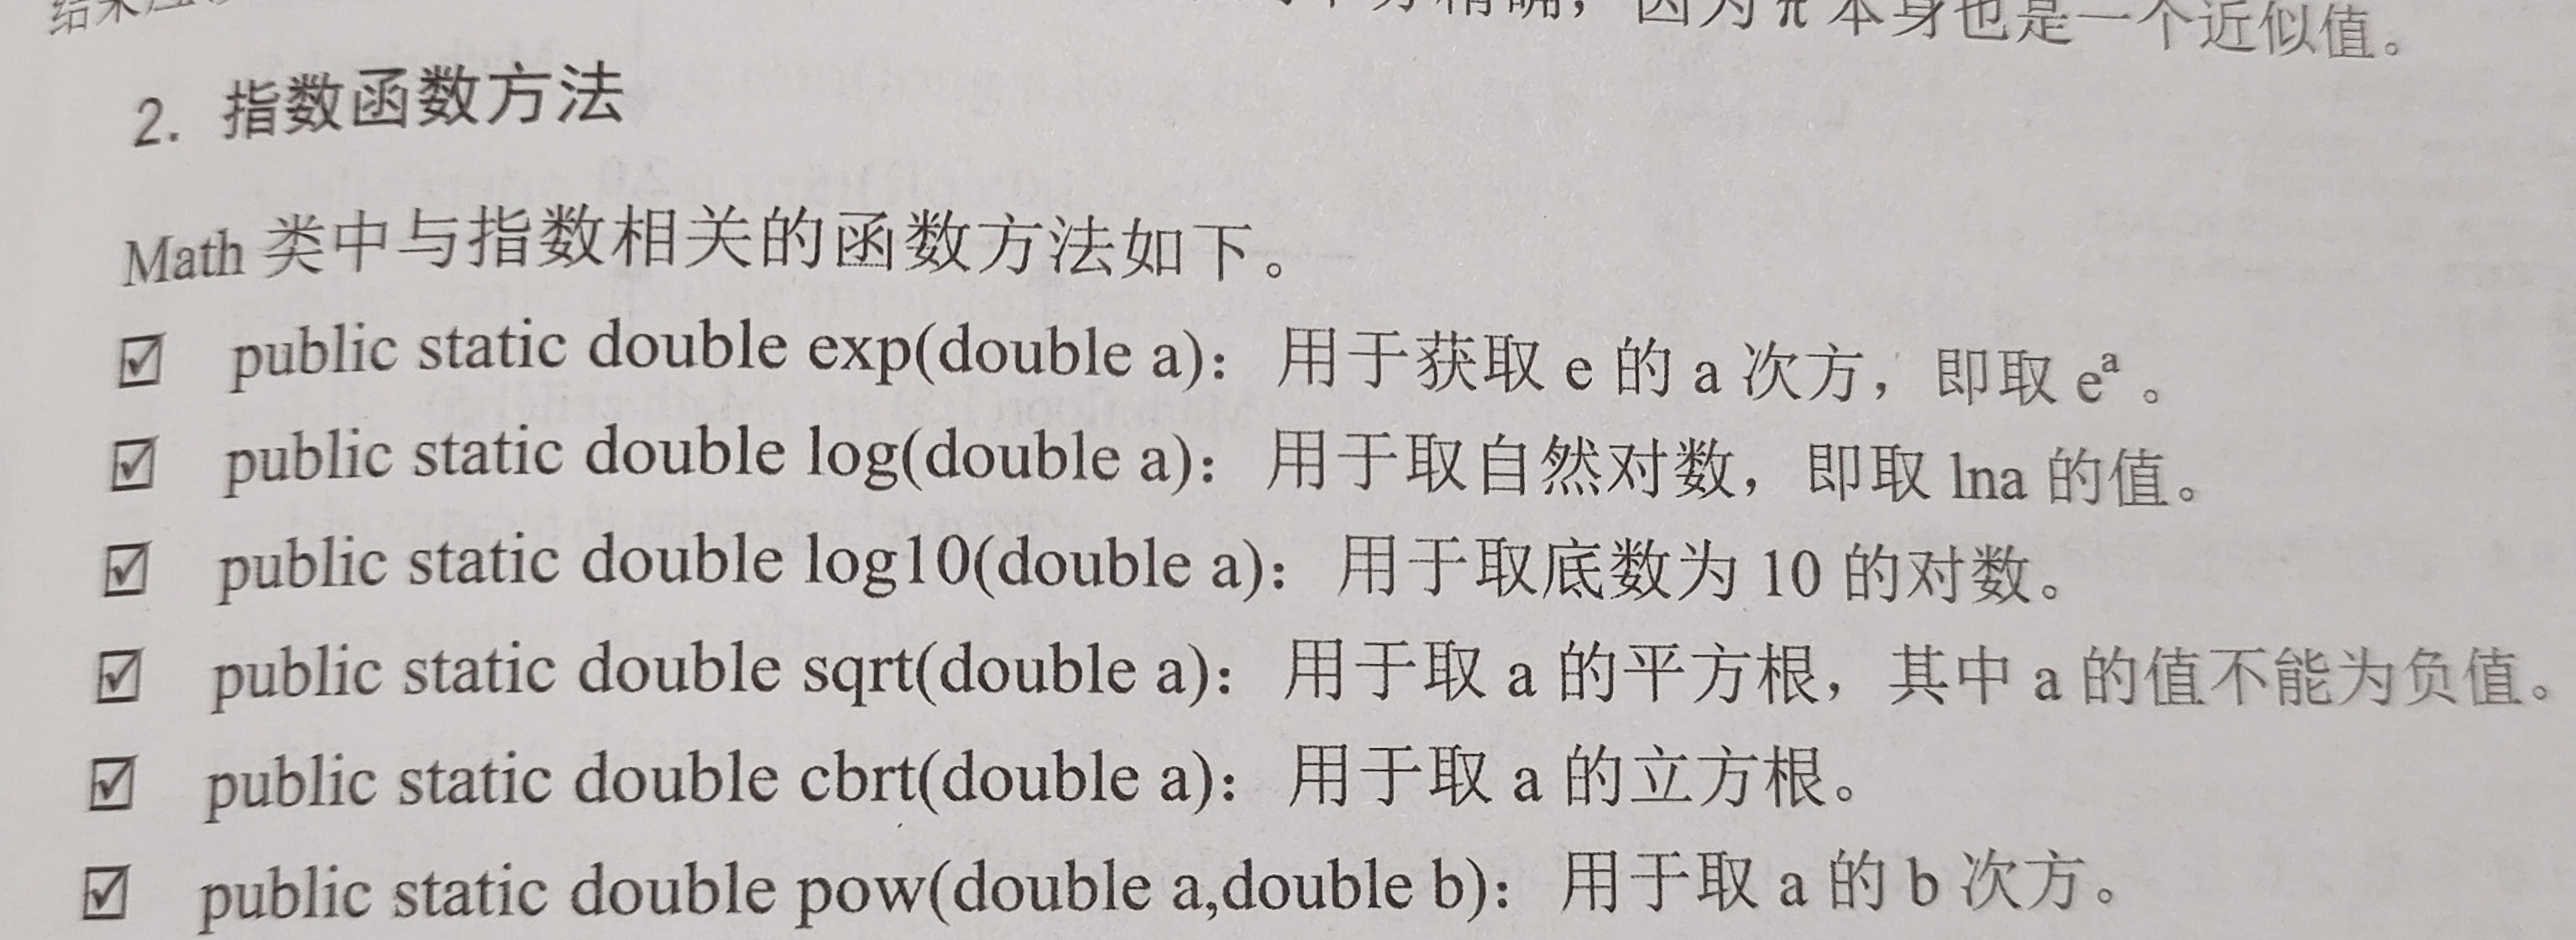 结果
精确，因为π本身也是一个近似值。
2. 指数函数方法
Math 类中与指数相关的函数方法如下。
☑ public static double exp(double a)：用于获取 e 的 a 次方，即取 eᵃ。
☑ public static double log(double a)：用于取自然对数，即取 lna 的值。
☑ public static double log10(double a)：用于取底数为 10 的对数。
☑ public static double sqrt(double a)：用于取 a 的平方根，其中 a 的值不能为负值。
☑ public static double cbrt(double a)：用于取 a 的立方根。
☑ public static double pow(double a,double b)：用于取 a 的 b 次方。